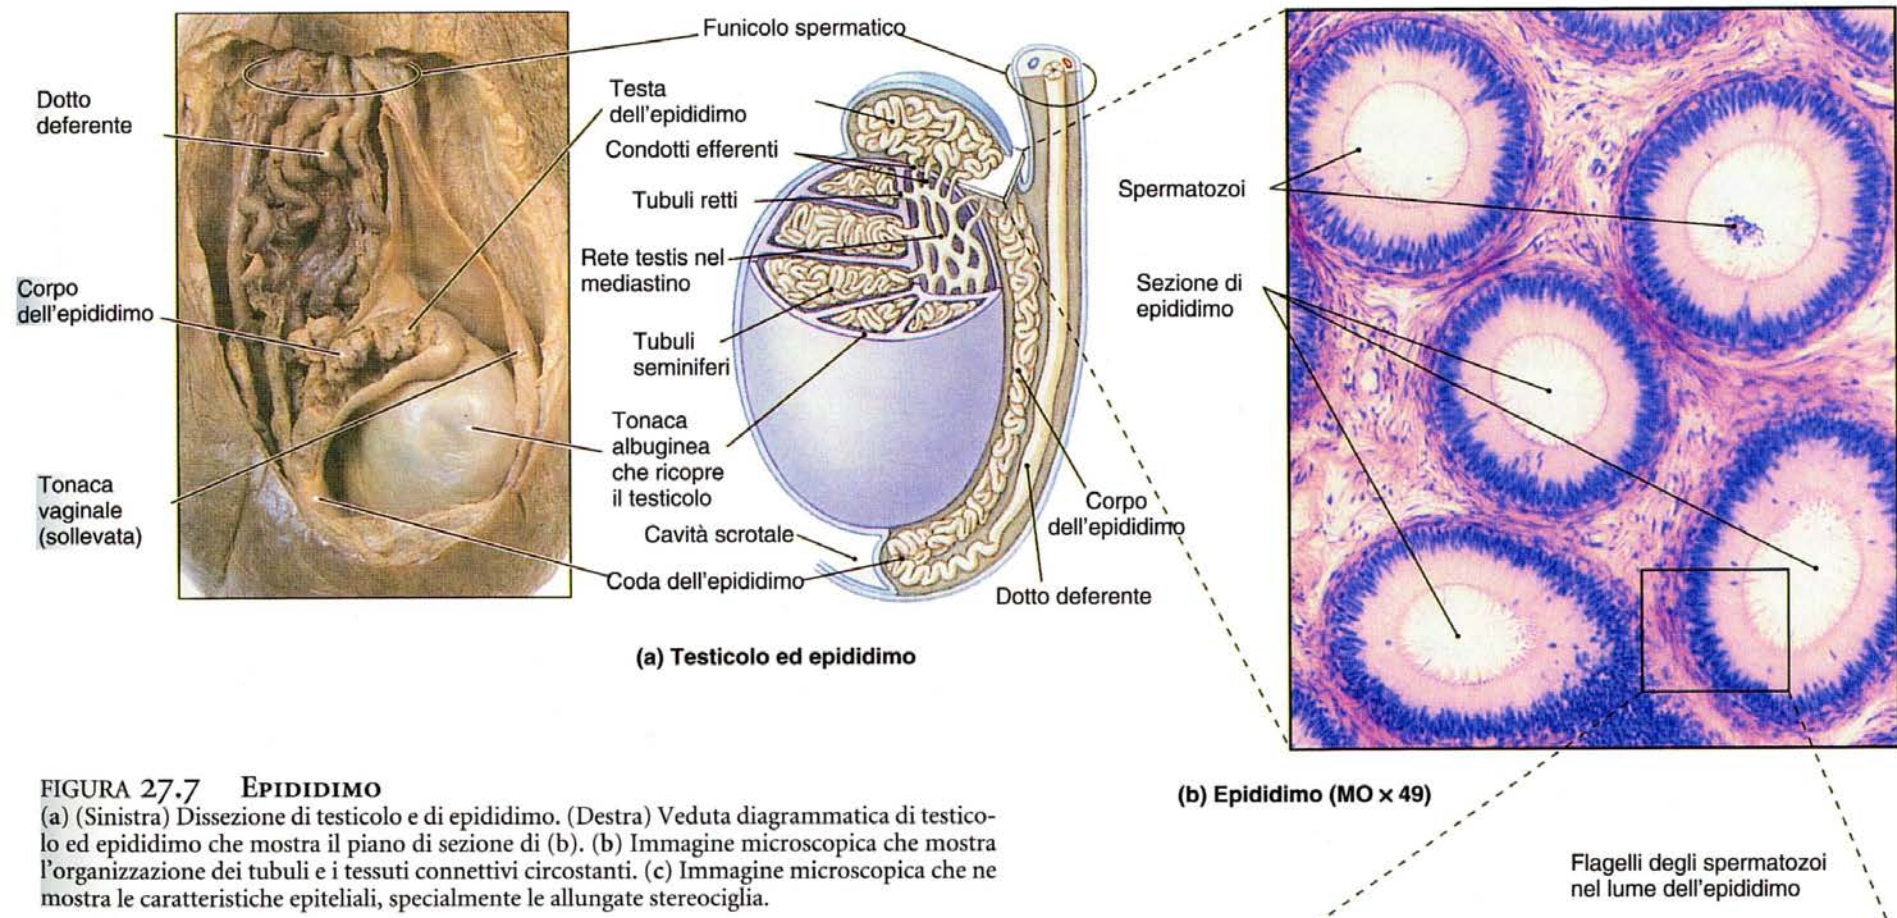 Funicolo spermatico
Dotto
deferente
Testa
dell'epididimo
Condotti efferenti
Tubuli retti
Rete testis nel
mediastino
Corpo
dell'epididimo
Tubuli
seminiferi
Tonaca
albuginea
che ricopre
il testicolo
Tonaca
vaginale
(sollevata)
Cavità scrotale
Coda dell'epididimo
Corpo
dell'epididimo
Dotto deferente
(a) Testicolo ed epididimo
Spermatozoi
Sezione di
epididimo
(b) Epididimo (MO × 49)
Flagelli degli spermatozoi
nel lume dell'epididimo
FIGURA 27.7 EPIDIDIMO
(a) (Sinistra) Dissezione di testicolo e di epididimo. (Destra) Veduta diagrammatica di testico-
lo ed epididimo che mostra il piano di sezione di (b). (b) Immagine microscopica che mostra
l'organizzazione dei tubuli e i tessuti connettivi circostanti. (c) Immagine microscopica che ne
mostra le caratteristiche epiteliali, specialmente le allungate stereociglia.